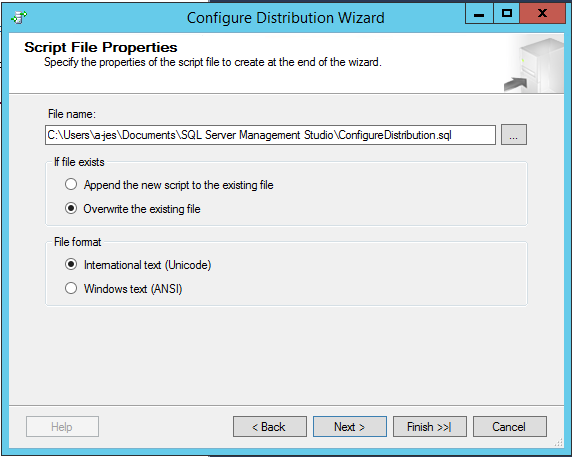 Configure Distribution Wizard
Script File Properties
Specify the properties of the script file to create at the end of the wizard.
File name:
C:\Users\a-jes\Documents\SQL Server Management Studio\ConfigureDistribution.sql
...
If file exists
Append the new script to the existing file
Overwrite the existing file
File format
International text (Unicode)
Windows text (ANSI)
Help
< Back
Next >
Finish >>|
Cancel